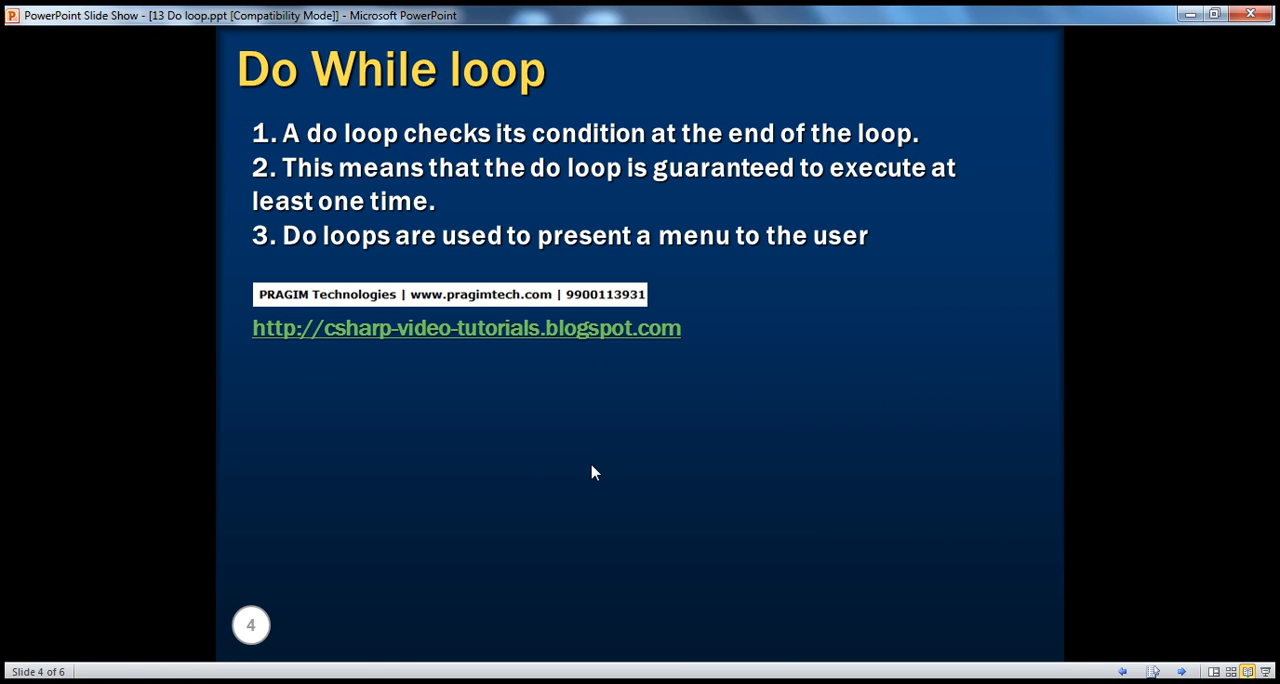 PowerPoint Slide Show - [13 Do loop.ppt [Compatibility Mode]] - Microsoft PowerPoint
Do While loop
1. A do loop checks its condition at the end of the loop.
2. This means that the do loop is guaranteed to execute at
least one time.
3. Do loops are used to present a menu to the user
PRAGIM Technologies | www.pragimtech.com | 9900113931
http://csharp-video-tutorials.blogspot.com
4
Slide 4 of 6